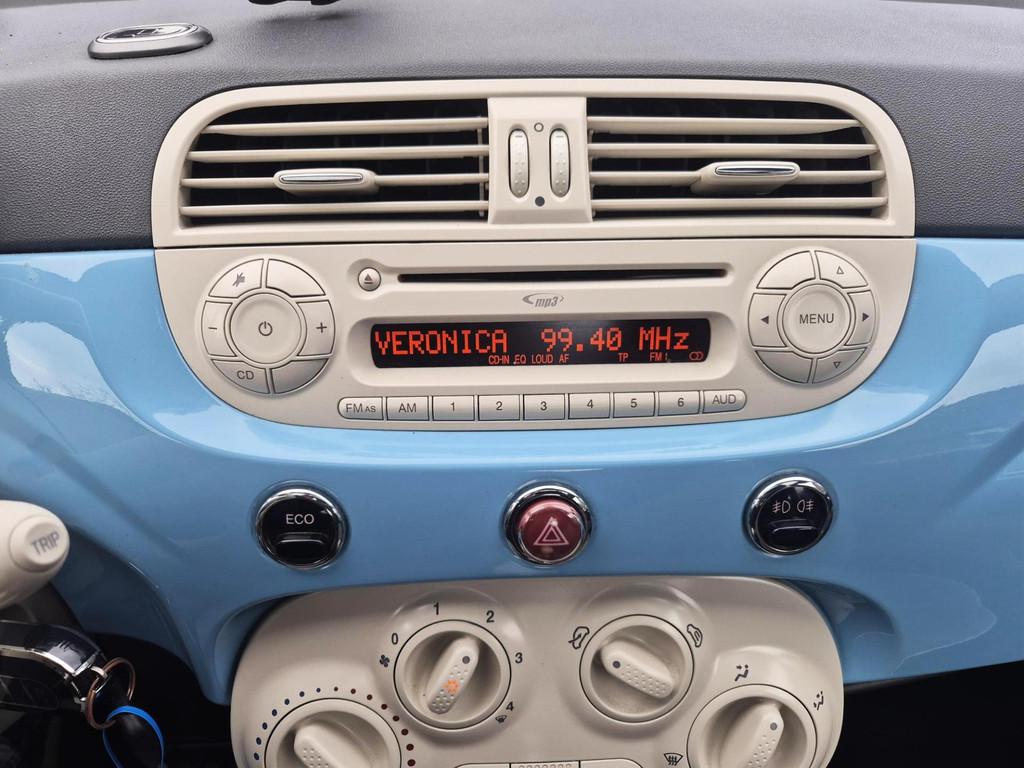 mp3
VERONICA 99.40 MHz
CD-IN EQ LOUD AF TP FM
- +
CD
MENU
FM AS AM 1 2 3 4 5 6 AUD
ECO
TRIP
0 1 2 3 4